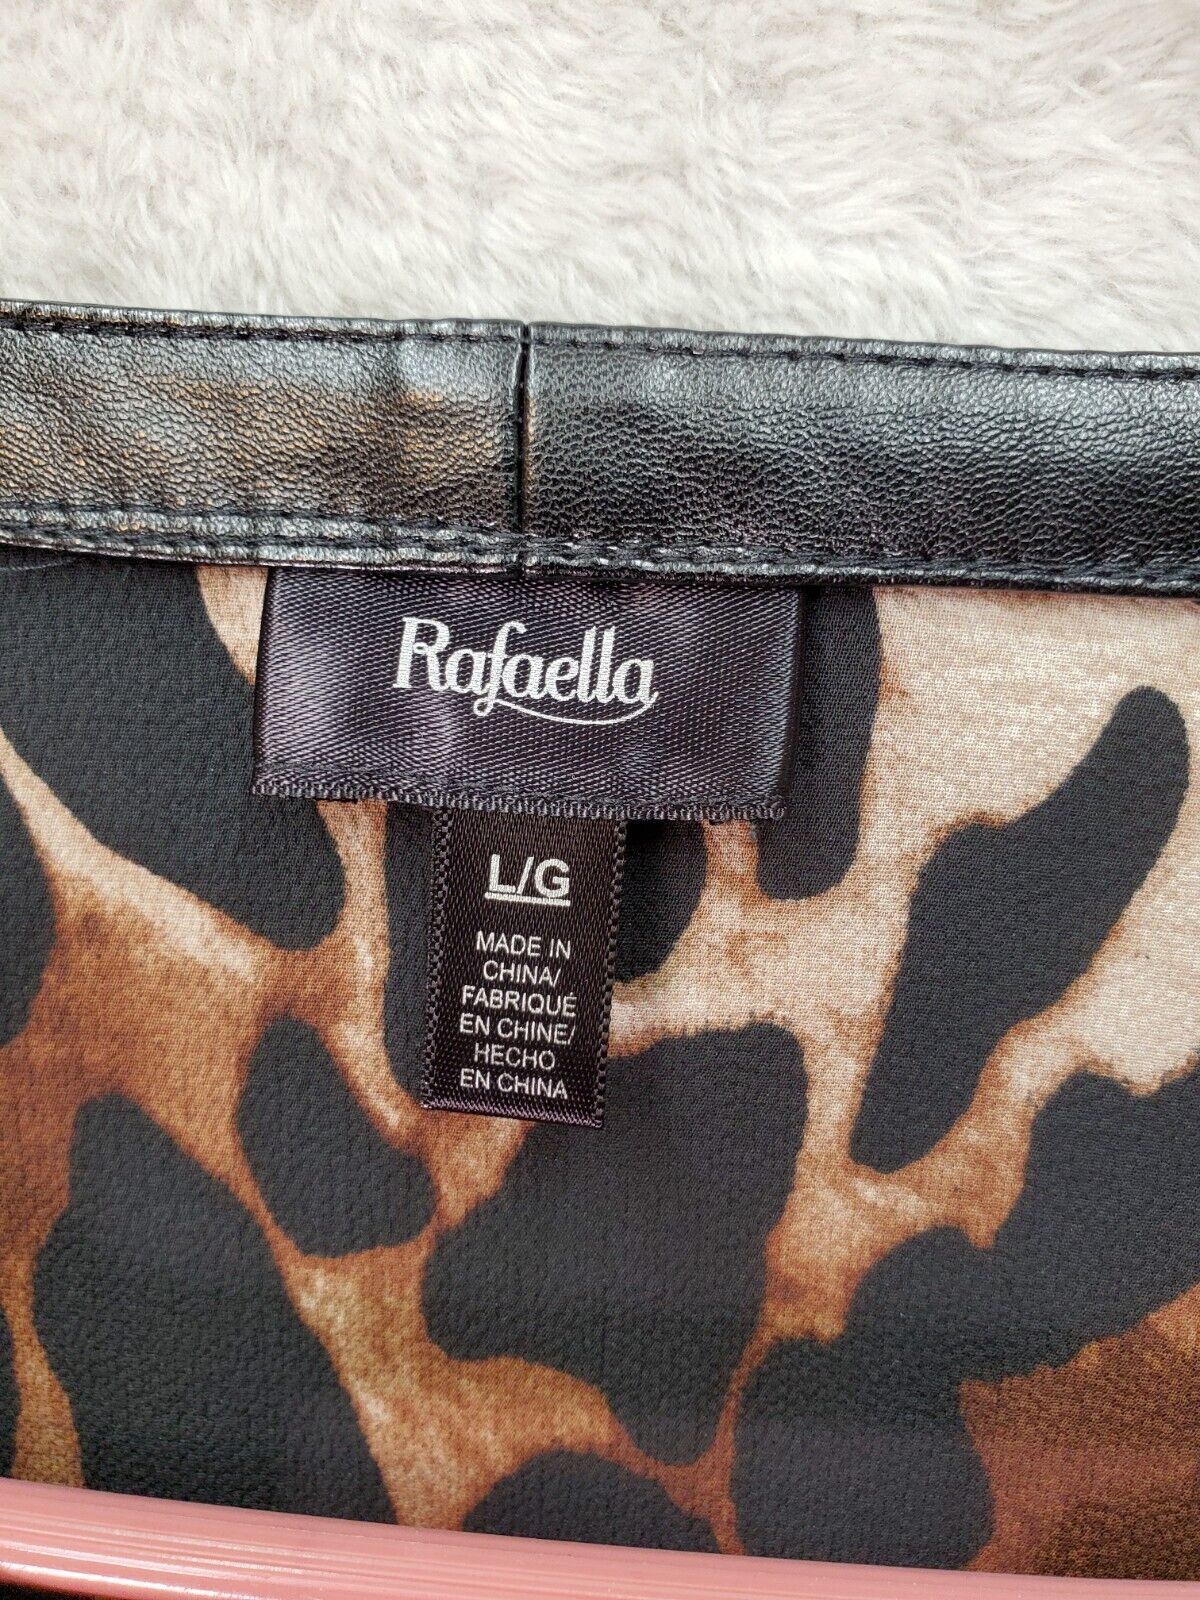 Rafaella
L/G
MADE IN
CHINA/
FABRIQUÉ
EN CHINE/
HECHO
EN CHINA